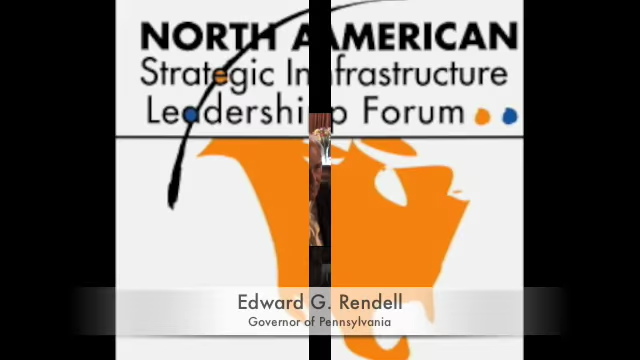 NORTH AMERICAN
Strategic Infrastructure
Leadership Forum
Edward G. Rendell
Governor of Pennsylvania